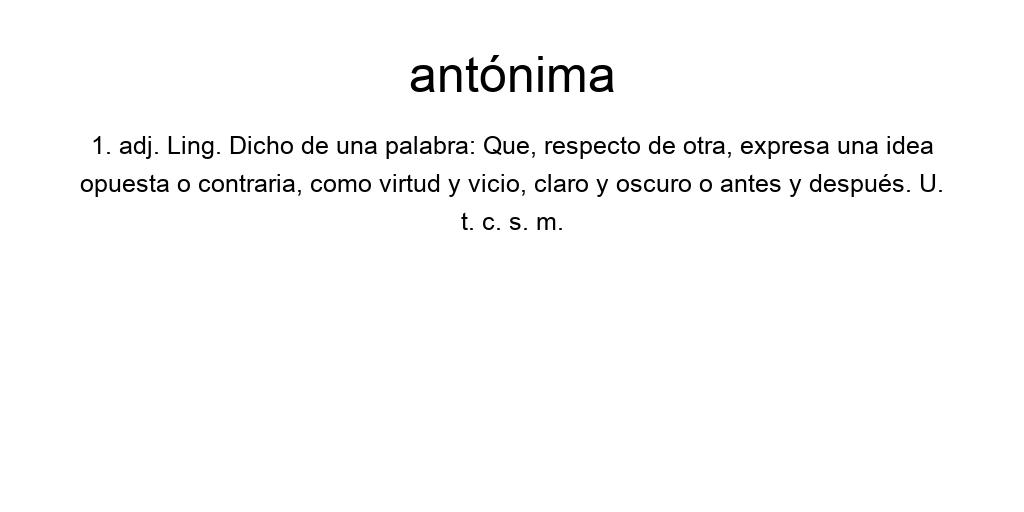 antónima
1. adj. Ling. Dicho de una palabra: Que, respecto de otra, expresa una idea
opuesta o contraria, como virtud y vicio, claro y oscuro o antes y después. U.
t. c. s. m.